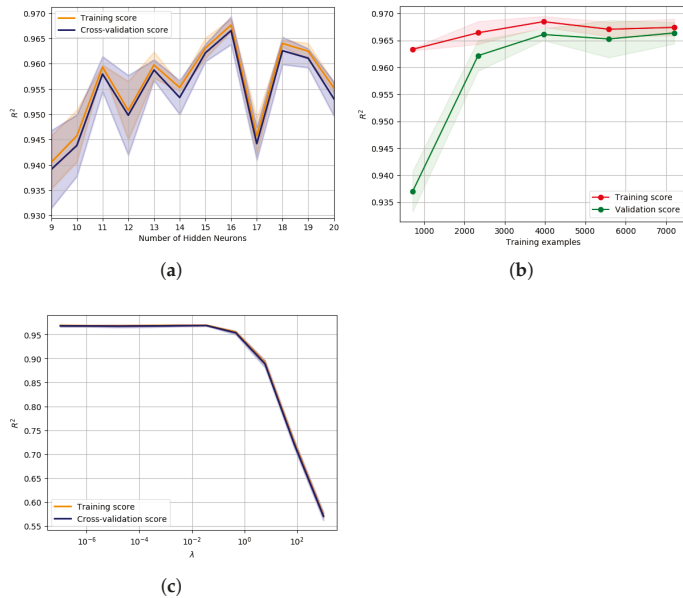 0.970
0.965
0.960
0.955
0.950
0.945
0.940
0.935
0.930
R²
Training score
Cross-validation score
9 10 11 12 13 14 15 16 17 18 19 20
Number of Hidden Neurons
(a)
0.970
0.965
0.960
0.955
0.950
0.945
0.940
0.935
R²
Training score
Validation score
1000 2000 3000 4000 5000 6000 7000
Training examples
(b)
0.95
0.90
0.85
0.80
0.75
0.70
0.65
0.60
0.55
R²
Training score
Cross-validation score
10⁻⁶ 10⁻⁴ 10⁻² 10⁰ 10²
λ
(c)